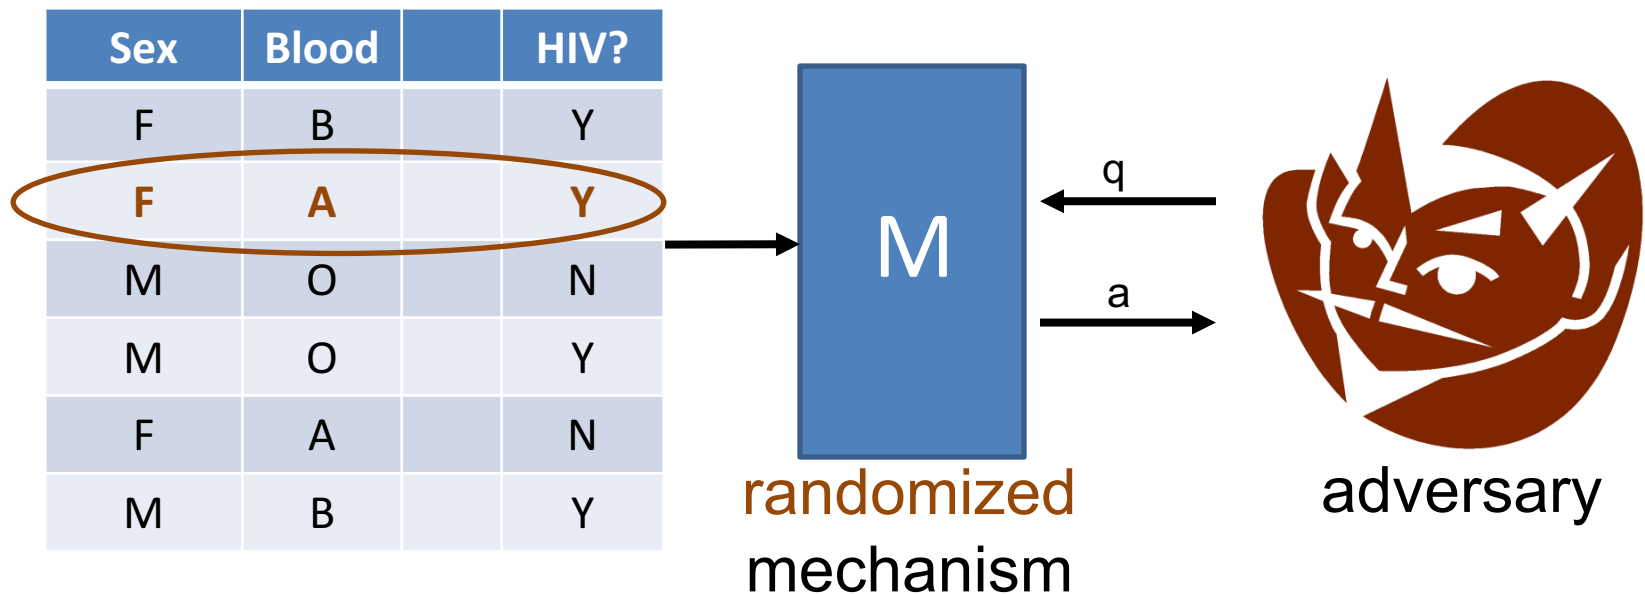 Sex Blood HIV?
F B Y
F A Y
M O N
M O Y
F A N
M B Y
M
randomized
mechanism
q
a
adversary